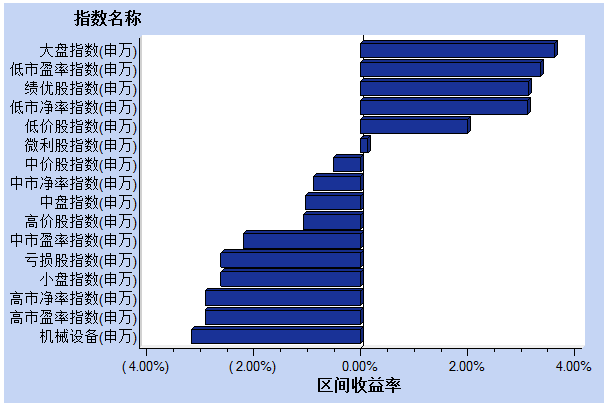 指数名称
大盘指数(申万)
低市盈率指数(申万)
绩优股指数(申万)
低市净率指数(申万)
低价股指数(申万)
微利股指数(申万)
中价股指数(申万)
中市净率指数(申万)
中盘指数(申万)
高价股指数(申万)
中市盈率指数(申万)
亏损股指数(申万)
小盘指数(申万)
高市净率指数(申万)
高市盈率指数(申万)
机械设备(申万)
(4.00%) (2.00%) 0.00% 2.00% 4.00%
区间收益率